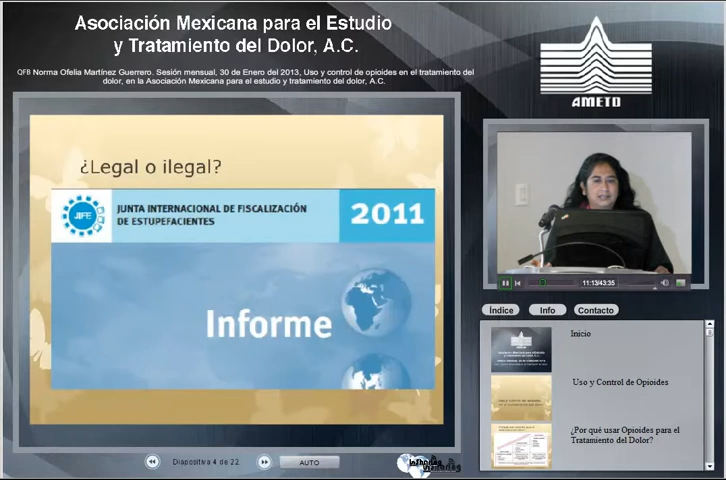 Asociación Mexicana para el Estudio
y Tratamiento del Dolor, A.C.
QFB Norma Ofelia Martínez Guerrero. Sesión mensual, 30 de Enero del 2013, Uso y control de opioides en el tratamiento del
dolor, en la Asociación Mexicana para el estudio y tratamiento del dolor, A.C.
AMETD
¿Legal o ilegal?
JIFE
JUNTA INTERNACIONAL DE FISCALIZACIÓN
DE ESTUPEFACIENTES
2011
Informe
11:13/43:35
Índice
Info
Contacto
Inicio
Uso y Control de Opioides
¿Por qué usar Opioides para el
Tratamiento del Dolor?
Diapositiva 4 de 22
AUTO